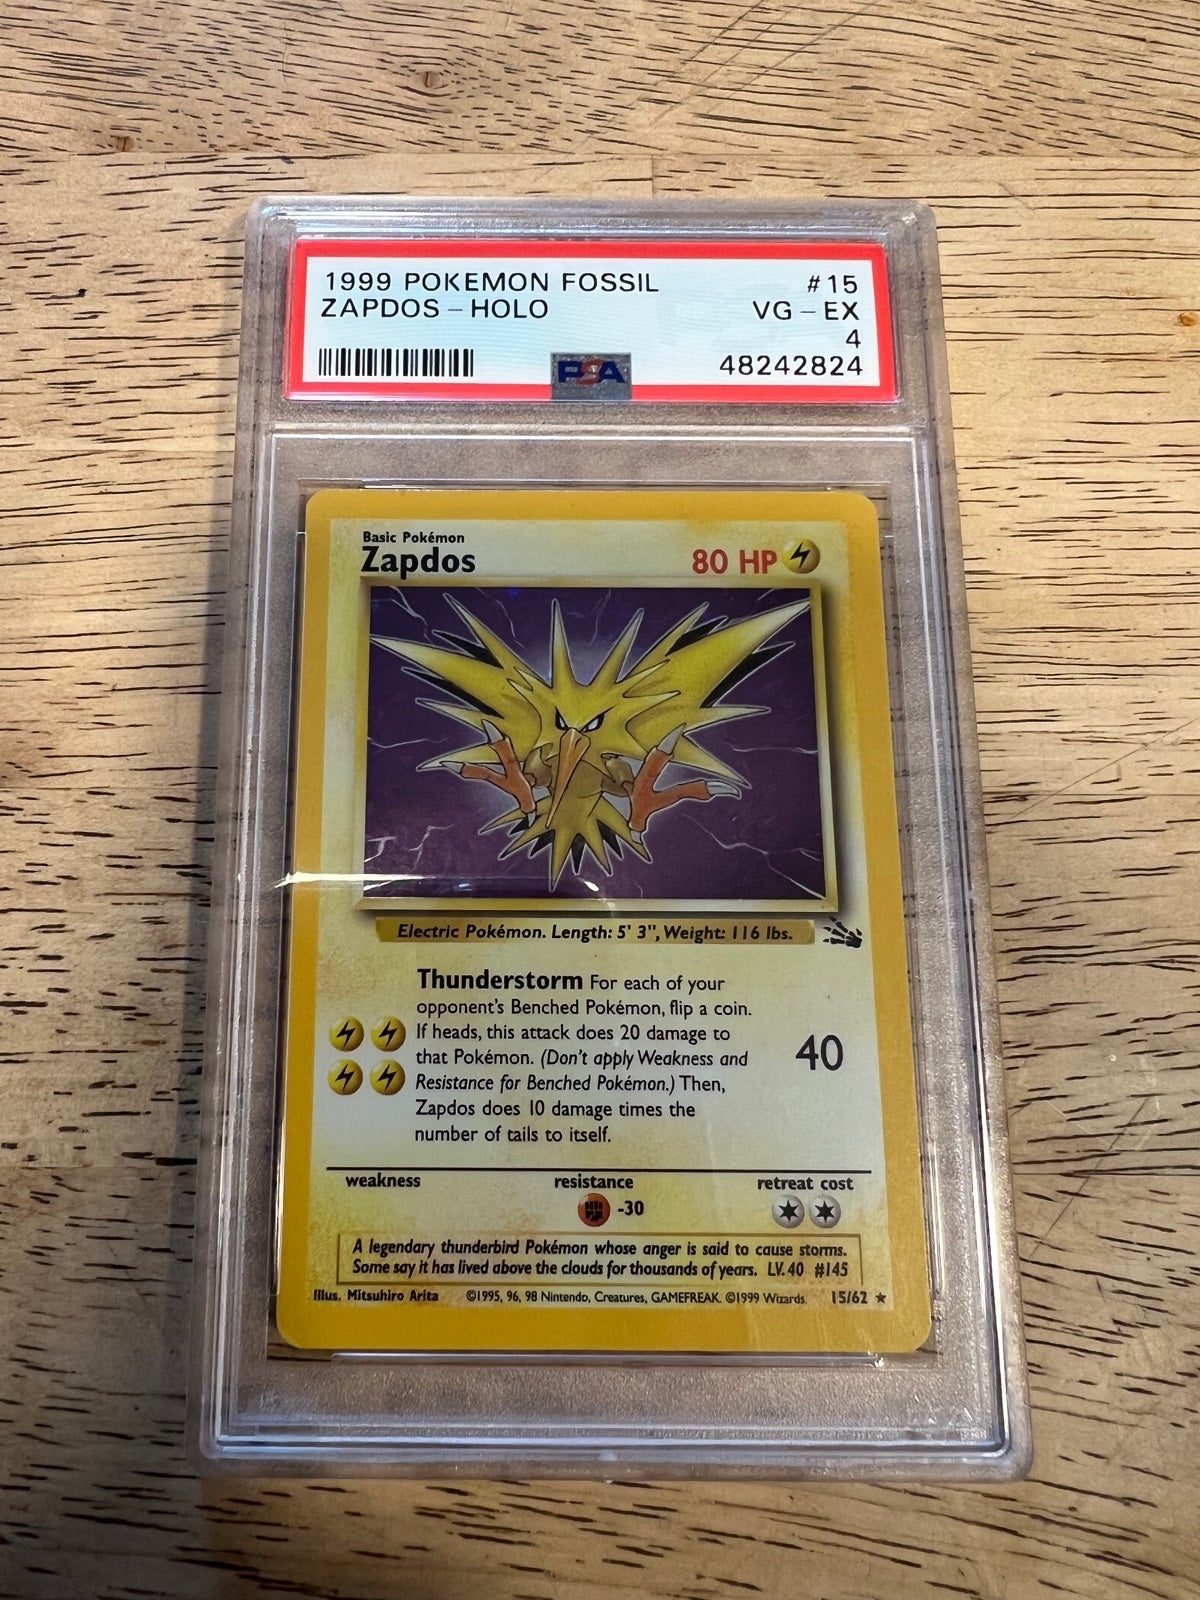 1999 POKEMON FOSSIL #15
ZAPDOS - HOLO VG - EX
4
PSA 48242824
Basic Pokémon
Zapdos 80 HP
Electric Pokémon. Length: 5' 3", Weight: 116 lbs.
Thunderstorm For each of your
opponent's Benched Pokémon, flip a coin.
If heads, this attack does 20 damage to
that Pokémon. (Don't apply Weakness and
Resistance for Benched Pokémon.) Then,
Zapdos does 10 damage times the
number of tails to itself.
40
weakness resistance retreat cost
-30
A legendary thunderbird Pokémon whose anger is said to cause storms.
Some say it has lived above the clouds for thousands of years. LV. 40 #145
Illus. Mitsuhiro Arita ©1995, 96, 98 Nintendo, Creatures, GAMEFREAK. ©1999 Wizards. 15/62 ★